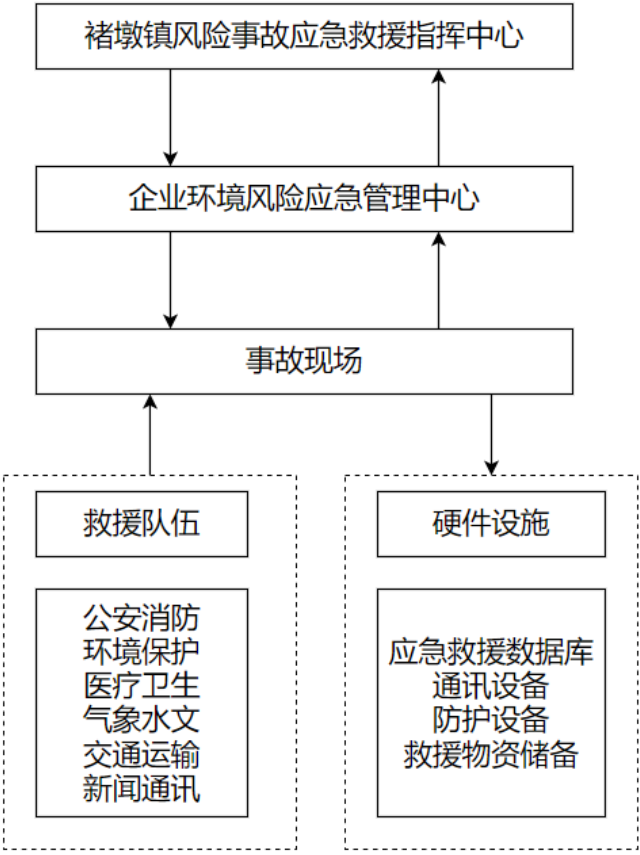 褚墩镇风险事故应急救援指挥中心
企业环境风险应急管理中心
事故现场
救援队伍
公安消防
环境保护
医疗卫生
气象水文
交通运输
新闻通讯
硬件设施
应急救援数据库
通讯设备
防护设备
救援物资储备